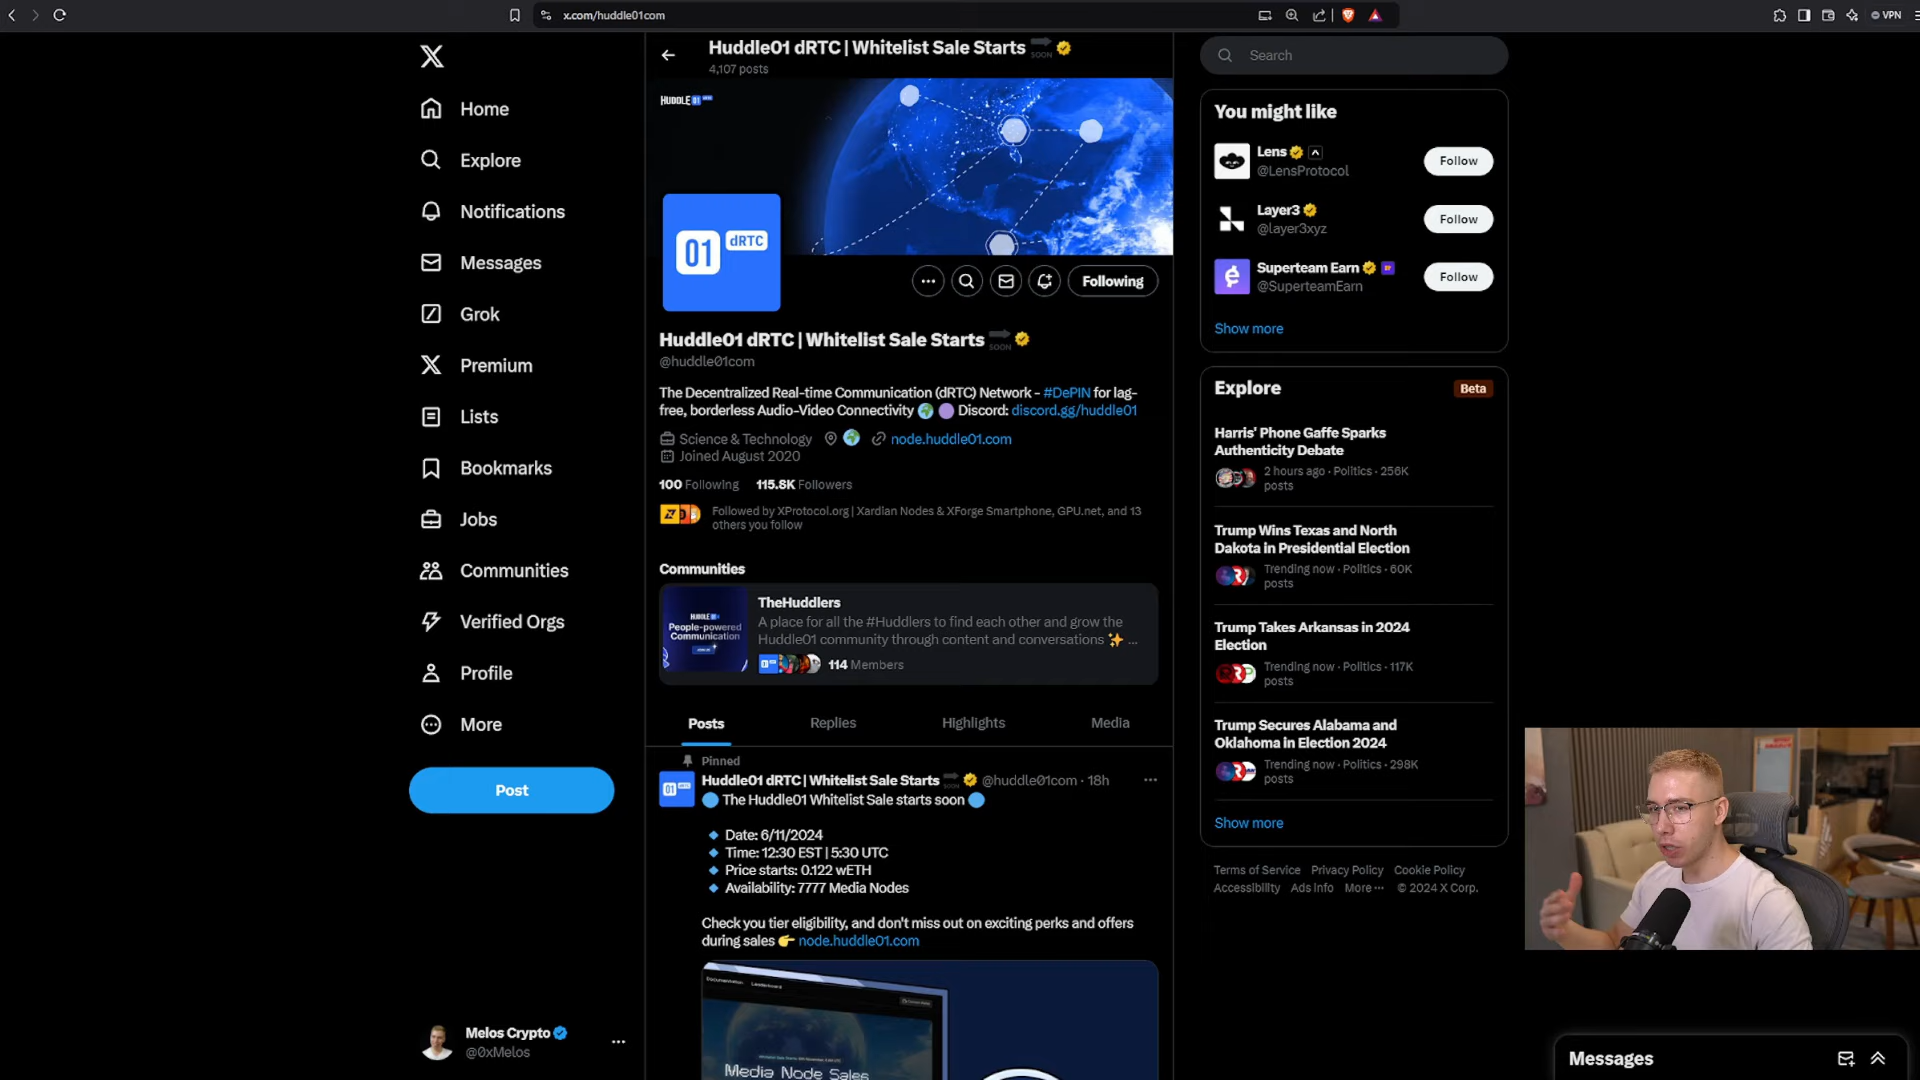 x.com/huddle01com
VPN
Home
Explore
Notifications
Messages
Grok
Premium
Lists
Bookmarks
Jobs
Communities
Verified Orgs
Profile
More
Post
Melos Crypto
@0xMelos
Huddle01 dRTC | Whitelist Sale Starts SOON
4,107 posts
HUDDLE 01
01 dRTC
Following
Huddle01 dRTC | Whitelist Sale Starts SOON
@huddle01com
The Decentralized Real-time Communication (dRTC) Network - #DePIN for lag-
free, borderless Audio-Video Connectivity 🌍 🟣 Discord: discord.gg/huddle01
Science & Technology 🌍 node.huddle01.com
Joined August 2020
100 Following 115.8K Followers
Followed by XProtocol.org | Xardian Nodes & XForge Smartphone, GPU.net, and 13
others you follow
Communities
HUDDLE
People-powered
Communication
TheHuddlers
A place for all the #Huddlers to find each other and grow the
Huddle01 community through content and conversations ✨ ...
114 Members
Posts Replies Highlights Media
Pinned
Huddle01 dRTC | Whitelist Sale Starts SOON @huddle01com · 18h
🔵 The Huddle01 Whitelist Sale starts soon 🔵
🔹 Date: 6/11/2024
🔹 Time: 12:30 EST | 5:30 UTC
🔹 Price starts: 0.122 wETH
🔹 Availability: 7777 Media Nodes
Check you tier eligibility, and don't miss out on exciting perks and offers
during sales 👉 node.huddle01.com
Documentation Leaderboard
Media Node Sales
Search
You might like
Lens
@LensProtocol
Follow
Layer3
@layer3xyz
Follow
Superteam Earn
@SuperteamEarn
Follow
Show more
Explore
Beta
Harris' Phone Gaffe Sparks
Authenticity Debate
2 hours ago · Politics · 256K
posts
Trump Wins Texas and North
Dakota in Presidential Election
Trending now · Politics · 60K
posts
Trump Takes Arkansas in 2024
Election
Trending now · Politics · 117K
posts
Trump Secures Alabama and
Oklahoma in Election 2024
Trending now · Politics · 298K
posts
Show more
Terms of Service Privacy Policy Cookie Policy
Accessibility Ads info More ··· © 2024 X Corp.
Messages